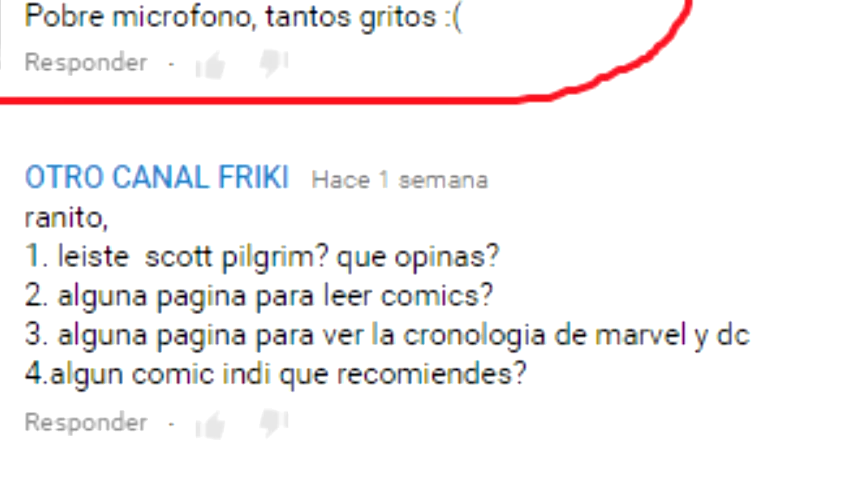 Pobre microfono, tantos gritos :(
Responder ·
OTRO CANAL FRIKI Hace 1 semana
ranito,
1. leiste scott pilgrim? que opinas?
2. alguna pagina para leer comics?
3. alguna pagina para ver la cronologia de marvel y dc
4.algun comic indi que recomiendes?
Responder ·